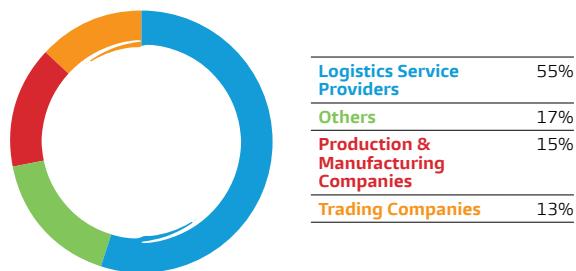 Logistics Service 55%
Providers
Others 17%
Production & 15%
Manufacturing
Companies
Trading Companies 13%